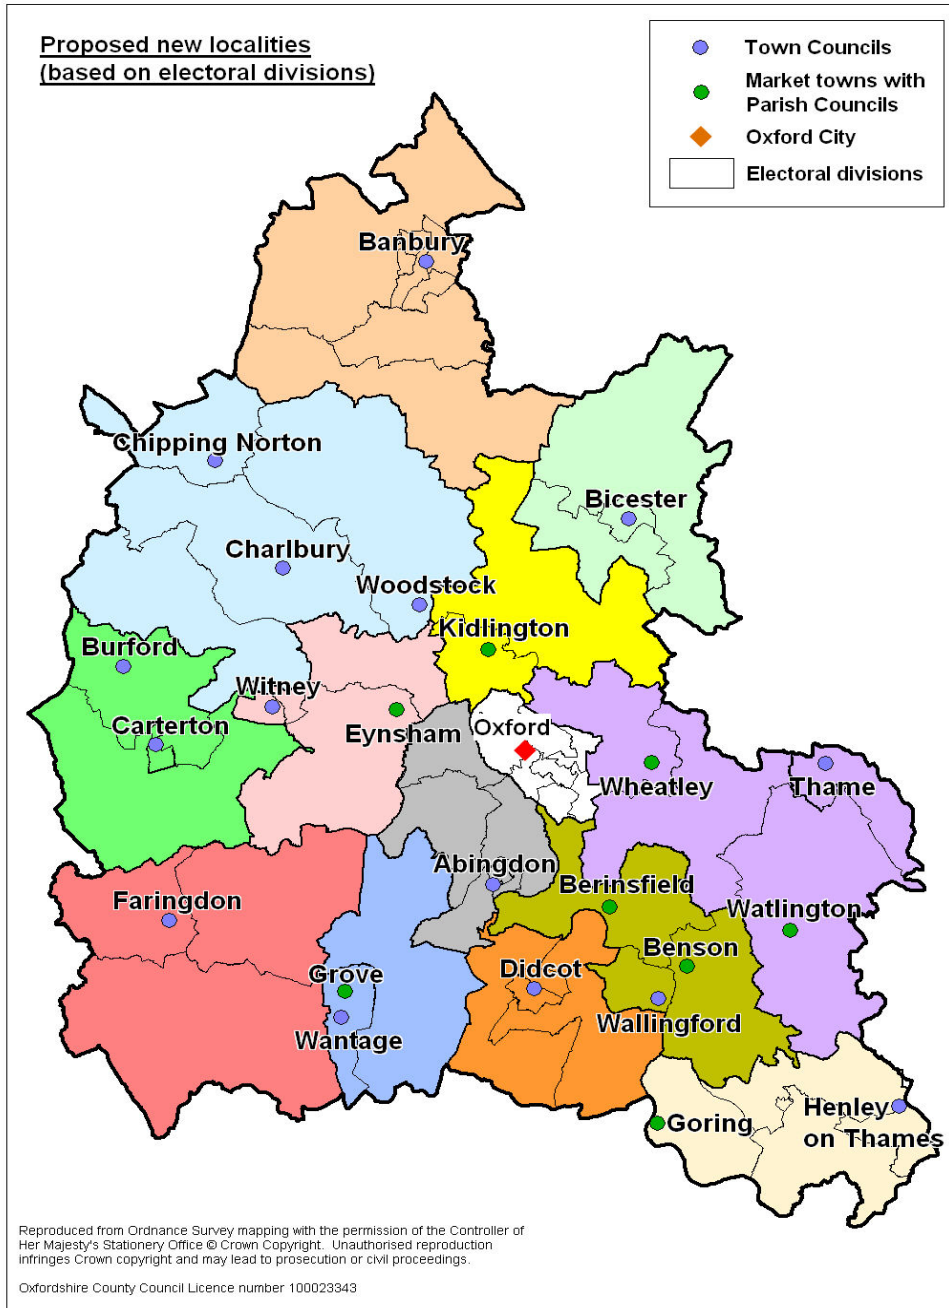 Proposed new localities
(based on electoral divisions)
Town Councils
Market towns with
Parish Councils
Oxford City
Electoral divisions
Banbury
Chipping Norton
Bicester
Charlbury
Woodstock
Kidlington
Burford
Witney
Carterton
Eynsham
Oxford
Wheatley
Thame
Abingdon
Berinsfield
Faringdon
Watlington
Benson
Didcot
Grove
Wallingford
Wantage
Goring
Henley
on Thames
Reproduced from Ordnance Survey mapping with the permission of the Controller of
Her Majesty's Stationery Office © Crown Copyright. Unauthorised reproduction
infringes Crown copyright and may lead to prosecution or civil proceedings.
Oxfordshire County Council Licence number 100023343